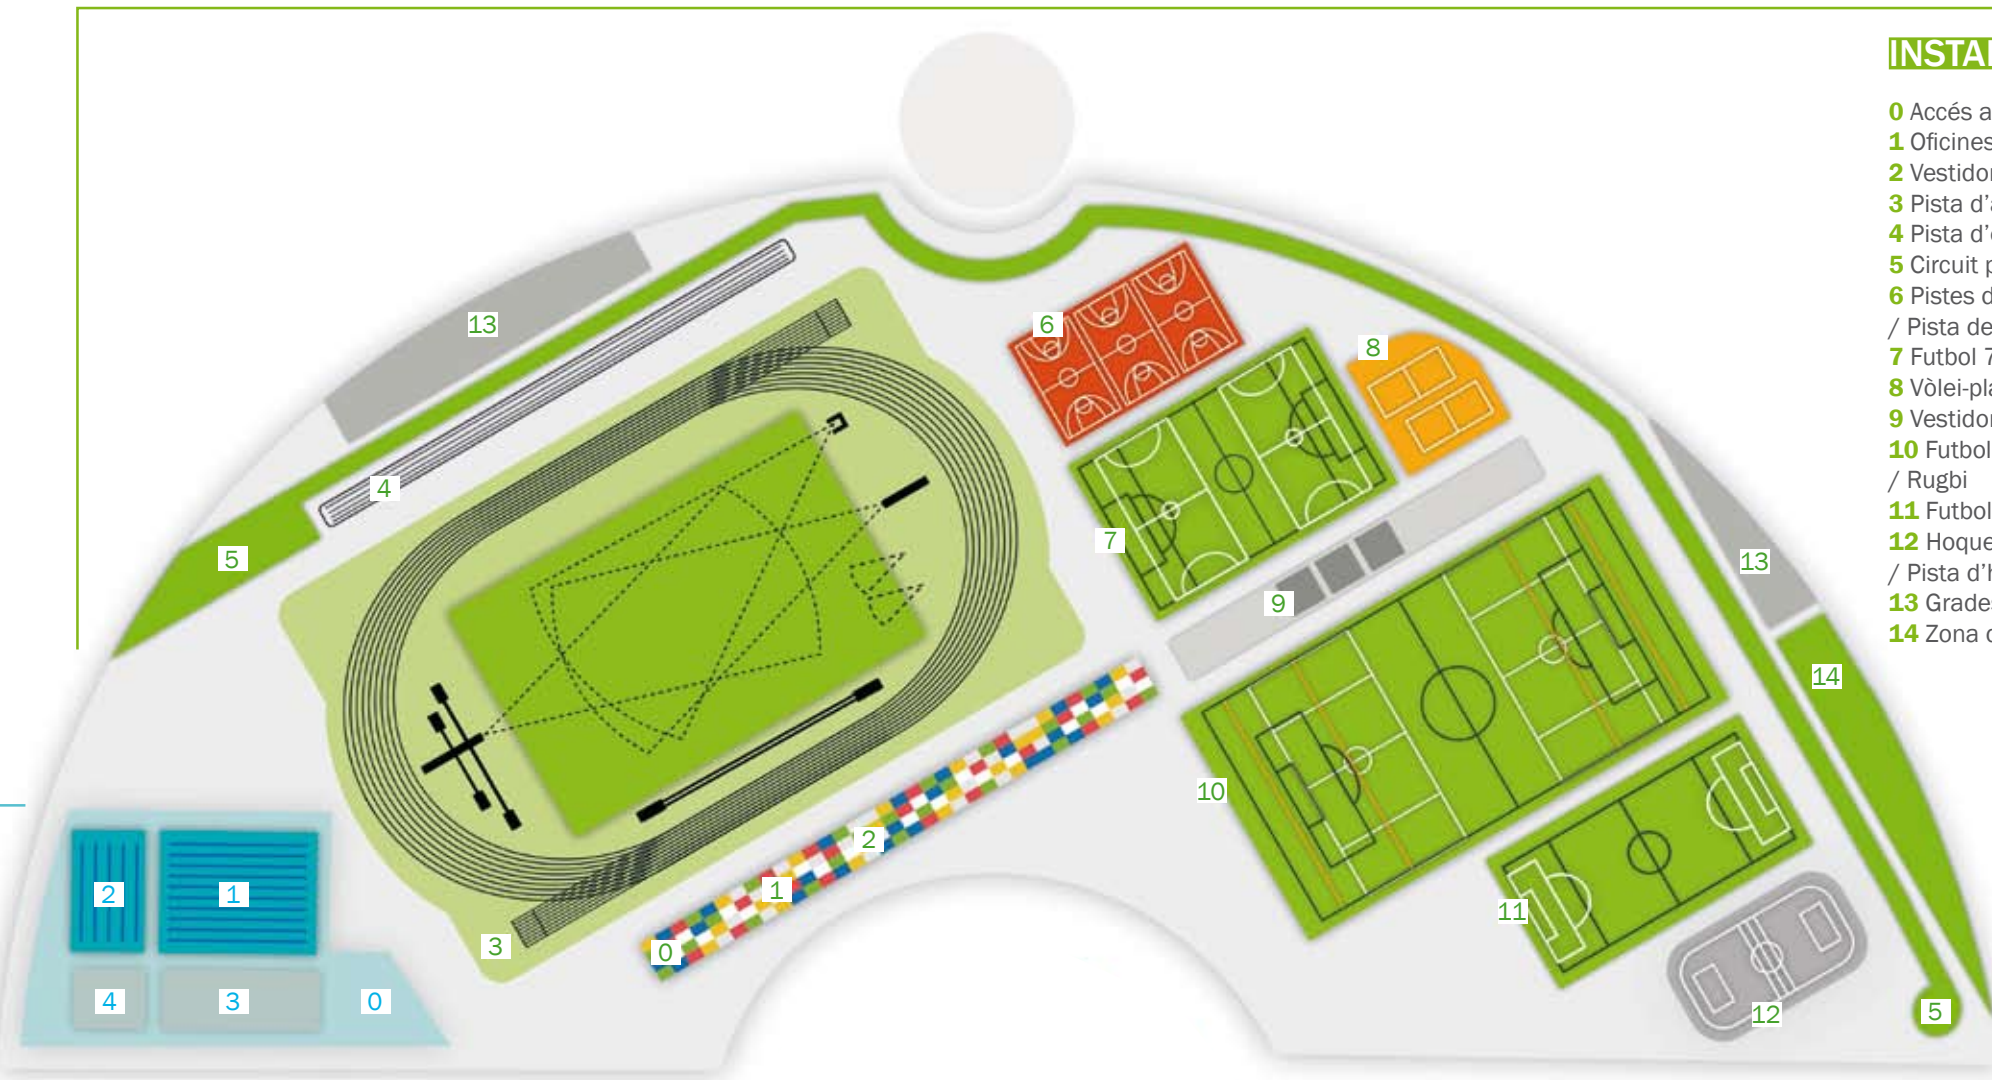 INSTAL
0 Accés a
1 Oficines
2 Vestidor
3 Pista d'a
4 Pista d'
5 Circuit p
6 Pistes d
/ Pista de
7 Futbol 7
8 Vòlei-pla
9 Vestidor
10 Futbol
/ Rugbi
11 Futbol
12 Hoque
/ Pista d'h
13 Grades
14 Zona d
13
6
8
4
5
7
13
9
14
10
2
1
11
3
0
12
5
2
1
4
3
0